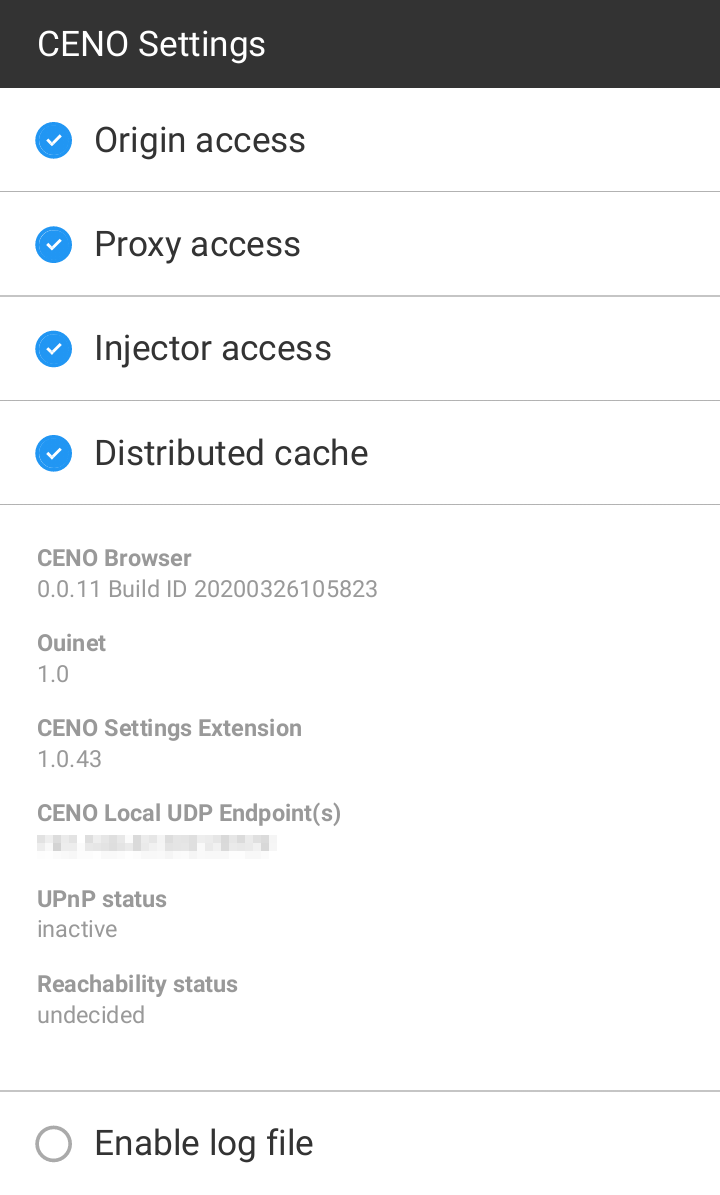 CENO Settings
Origin access
Proxy access
Injector access
Distributed cache
CENO Browser
0.0.11 Build ID 20200326105823
Ouinet
1.0
CENO Settings Extension
1.0.43
CENO Local UDP Endpoint(s)
UPnP status
inactive
Reachability status
undecided
Enable log file